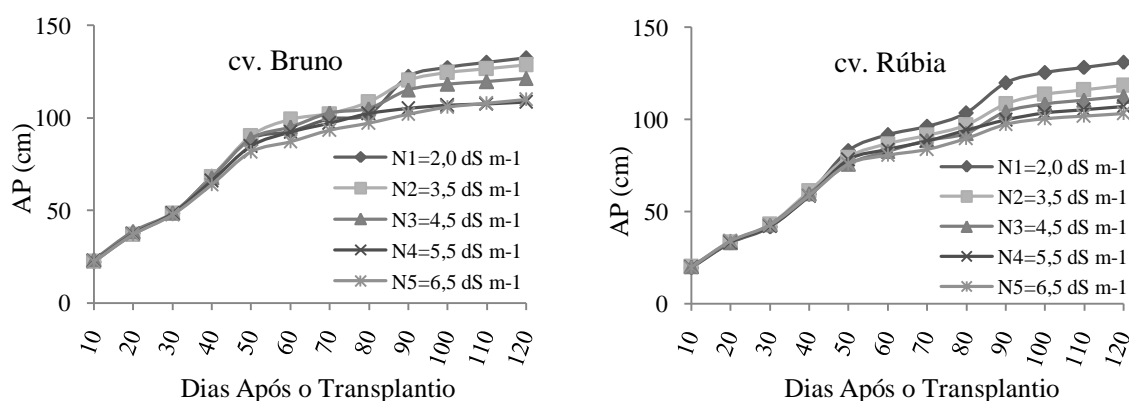 150
100
50
0
AP (cm)
cv. Bruno
N1=2,0 dS m-1
N2=3,5 dS m-1
N3=4,5 dS m-1
N4=5,5 dS m-1
N5=6,5 dS m-1
10 20 30 40 50 60 70 80 90 100 110 120
Dias Após o Transplantio
150
100
50
0
AP (cm)
cv. Rúbia
N1=2,0 dS m-1
N2=3,5 dS m-1
N3=4,5 dS m-1
N4=5,5 dS m-1
N5=6,5 dS m-1
10 20 30 40 50 60 70 80 90 100 110 120
Dias Após o Transplantio